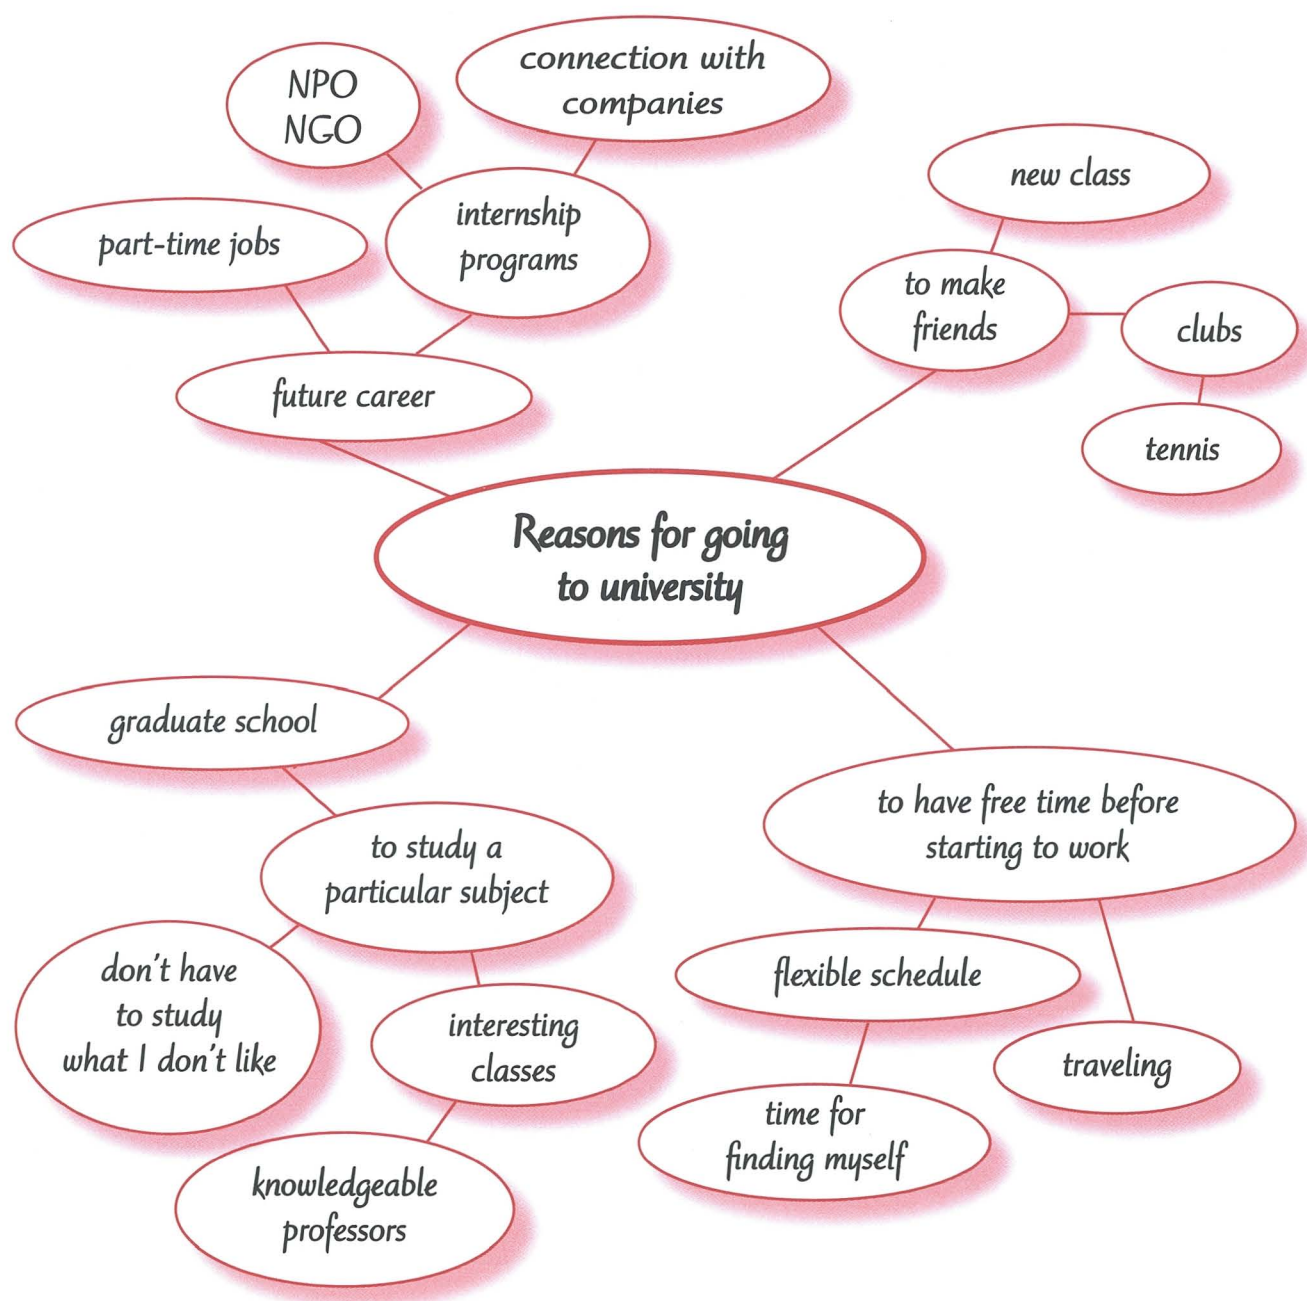 NPO
NGO
connection with
companies
new class
part-time jobs
internship
programs
to make
friends
clubs
future career
tennis
Reasons for going
to university
graduate school
to have free time before
starting to work
to study a
particular subject
don't have
to study
what I don't like
flexible schedule
interesting
classes
traveling
time for
finding myself
knowledgeable
professors